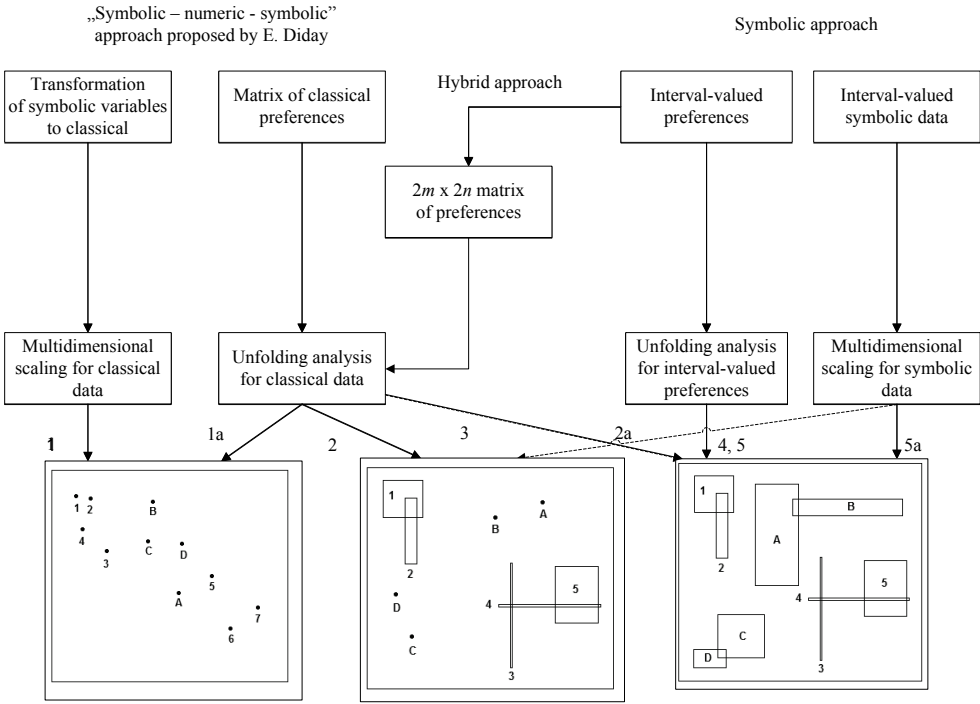 „Symbolic – numeric - symbolic”
approach proposed by E. Diday
Symbolic approach
Hybrid approach
Transformation
of symbolic variables
to classical
Matrix of classical
preferences
Interval-valued
preferences
Interval-valued
symbolic data
2m x 2n matrix
of preferences
Multidimensional
scaling for classical
data
Unfolding analysis
for classical data
Unfolding analysis
for interval-valued
preferences
Multidimensional
scaling for symbolic
data
1
1a
2
3
2a
4, 5
5a
1
2
B
4
3
C
D
5
A
7
6
1
A
B
2
5
D
4
C
3
1
B
A
2
5
4
C
D
3